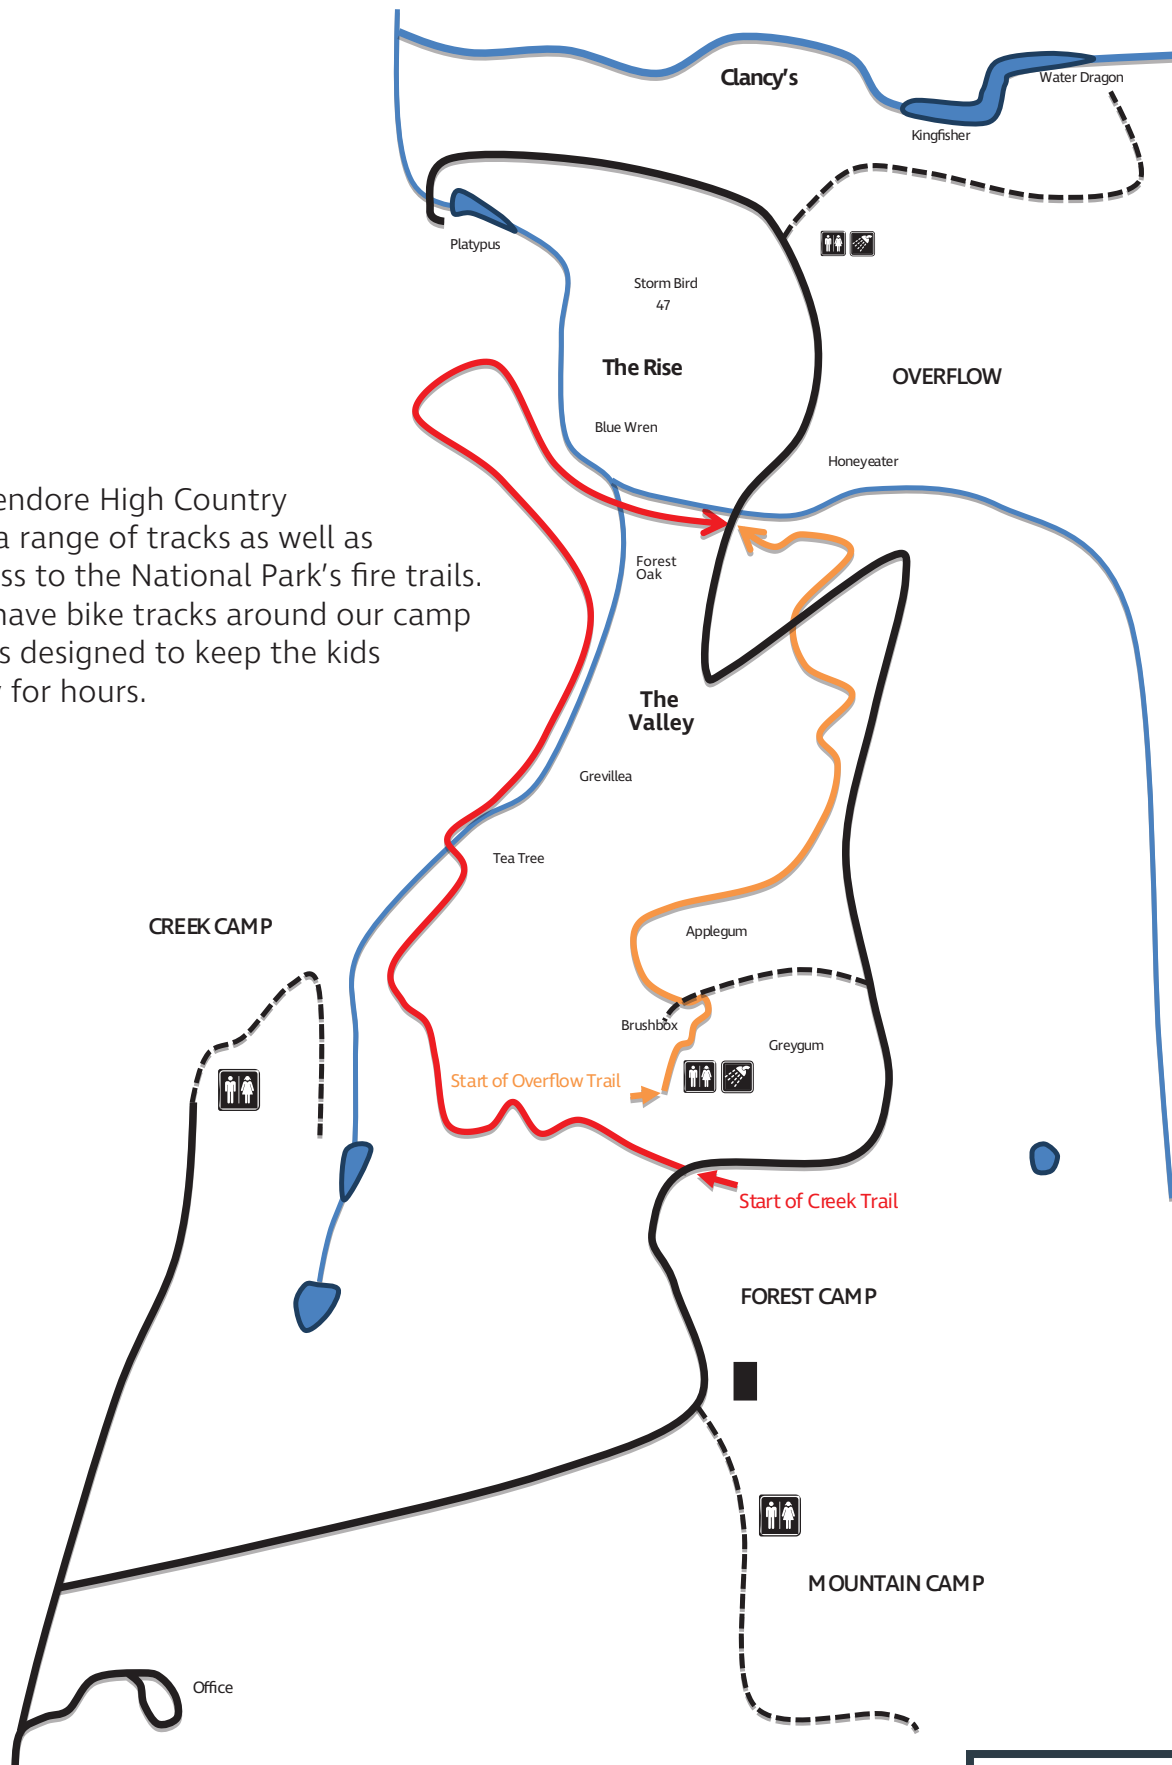 Clancy's
Water Dragon
Kingfisher
Platypus
Storm Bird
47
The Rise
OVERFLOW
Blue Wren
Honeyeater
endore High Country
a range of tracks as well as
ss to the National Park's fire trails.
have bike tracks around our camp
s designed to keep the kids
for hours.
Forest
Oak
The
Valley
Grevillea
Tea Tree
CREEK CAMP
Applegum
Brushbox
Greygum
Start of Overflow Trail
Start of Creek Trail
FOREST CAMP
MOUNTAIN CAMP
Office